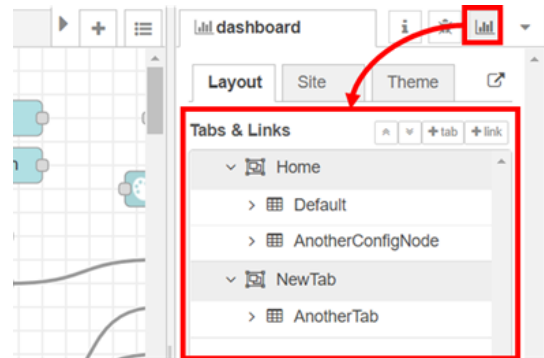 dashboard i
Layout Site Theme
Tabs & Links +tab +link
Home
Default
AnotherConfigNode
NewTab
AnotherTab